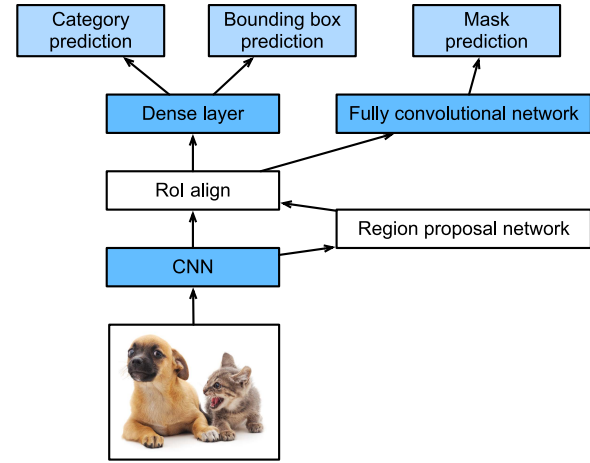 Category
prediction
Bounding box
prediction
Mask
prediction
Dense layer
Fully convolutional network
RoI align
Region proposal network
CNN